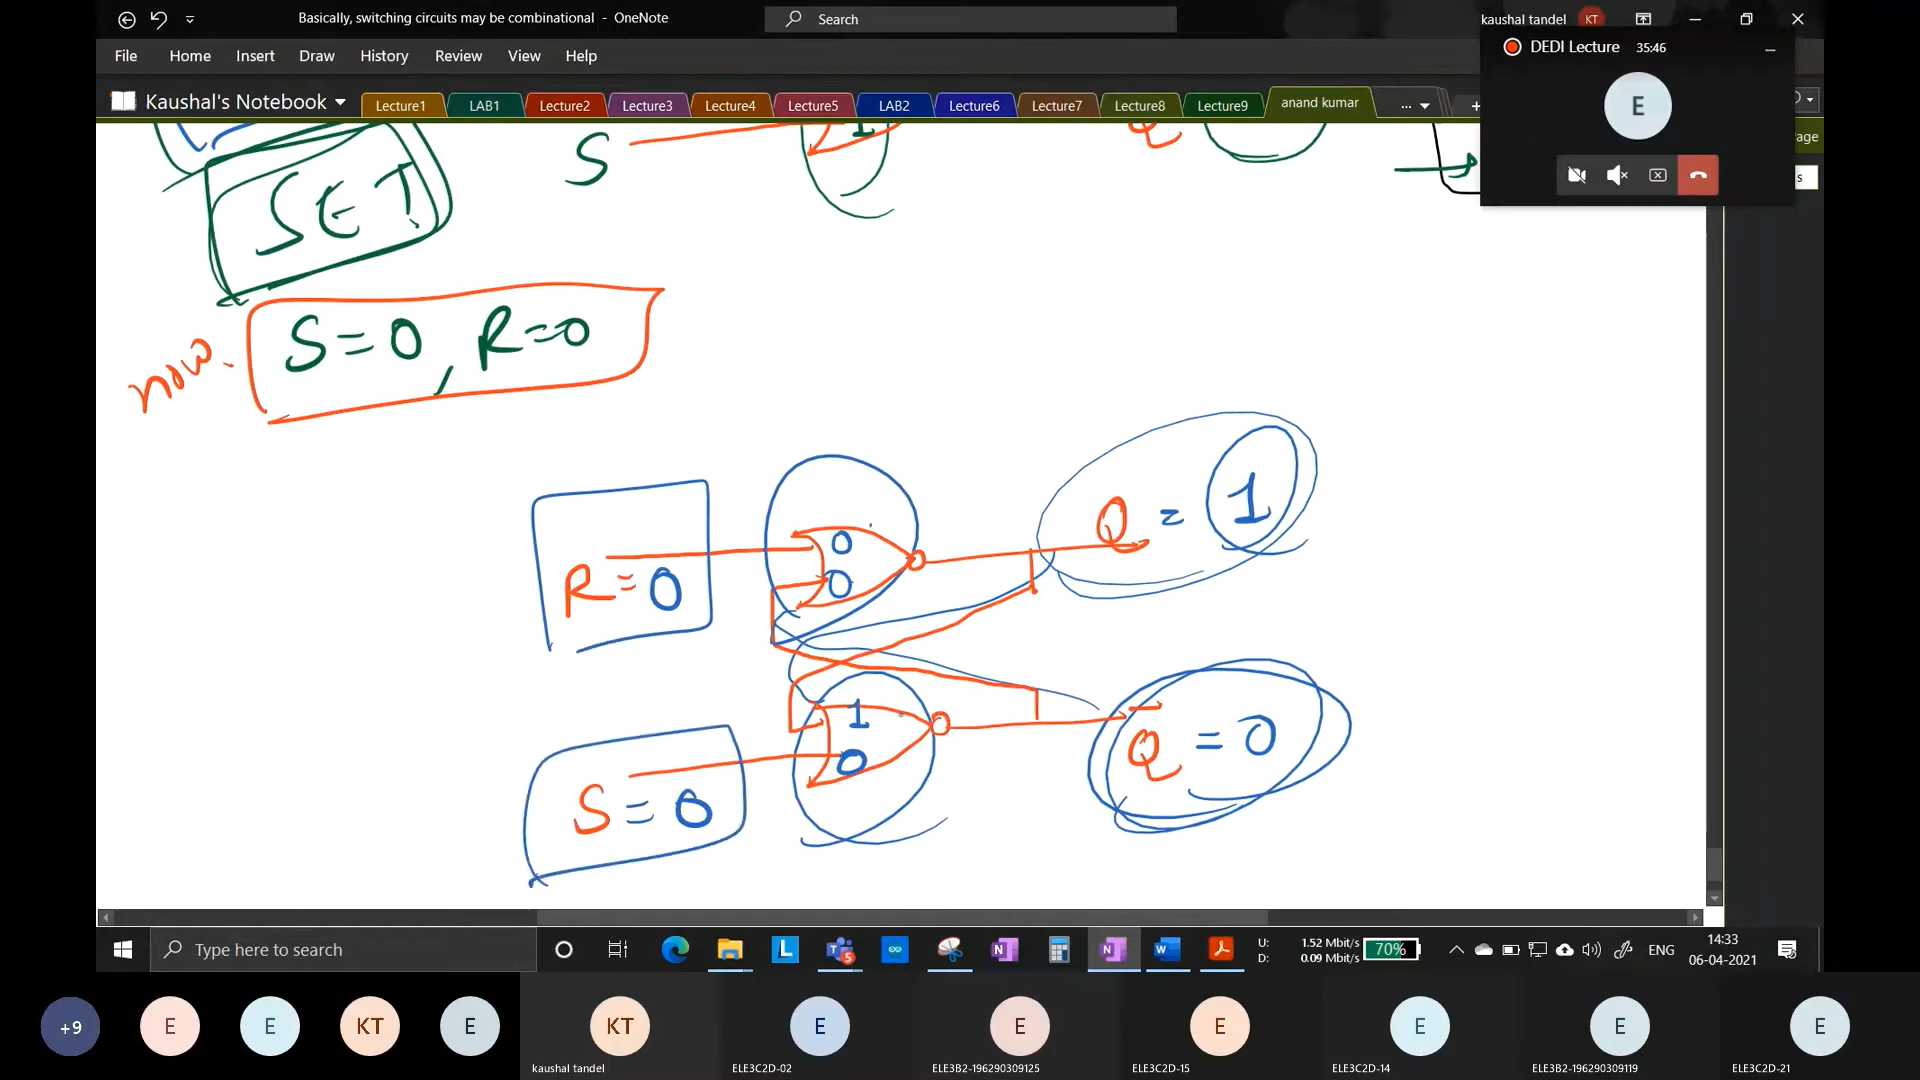 Basically, switching circuits may be combinational - OneNote
Search
kaushal tandel KT
DEDI Lecture 35:46
File Home Insert Draw History Review View Help
Kaushal's Notebook Lecture1 LAB1 Lecture2 Lecture3 Lecture4 Lecture5 LAB2 Lecture6 Lecture7 Lecture8 Lecture9 anand kumar ... +
E
age
s
S
1
Q
SET
now.
S=0, R=0
0
0
Q = 1
R=0
1
0
Q = 0
S=0
Type here to search
5
U: 1.52 Mbit/s
D: 0.09 Mbit/s
70%
ENG
14:33
06-04-2021
+9 E E KT E KT E E E E E E
kaushal tandel ELE3C2D-02 ELE3B2-196290309125 ELE3C2D-15 ELE3C2D-14 ELE3B2-196290309119 ELE3C2D-21